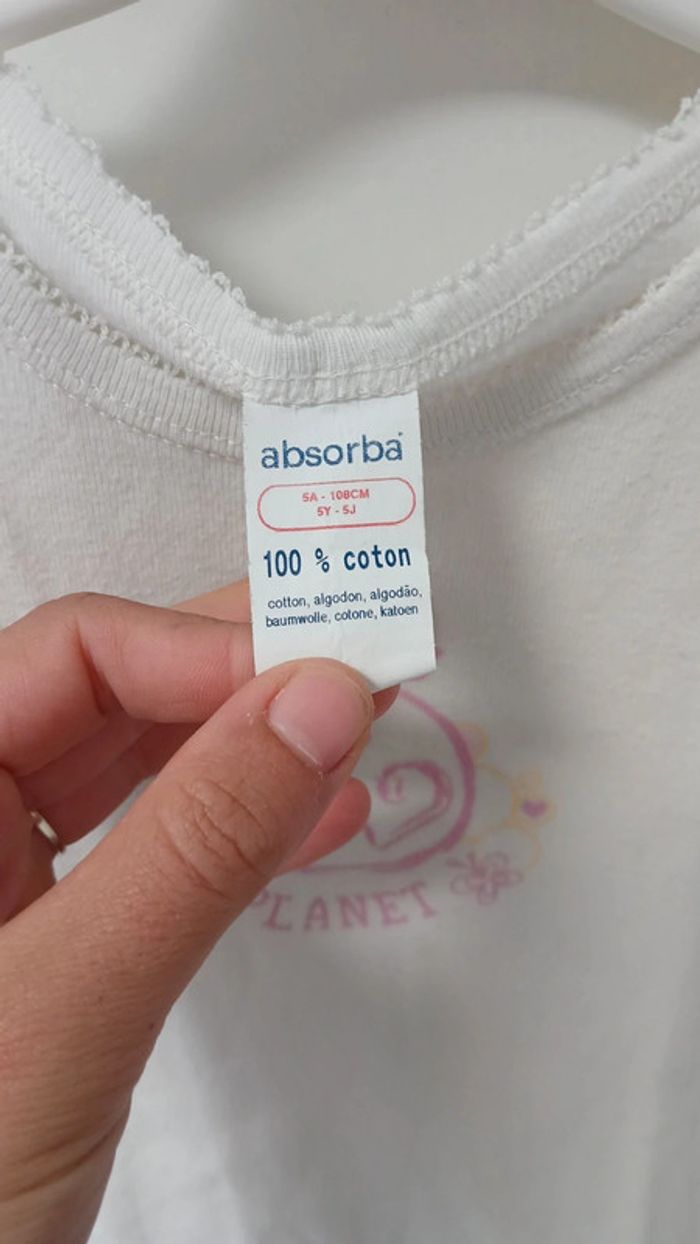 absorba
5A - 108CM
5Y - 5J
100 % coton
cotton, algodon, algodão,
baumwolle, cotone, katoen
PLANET